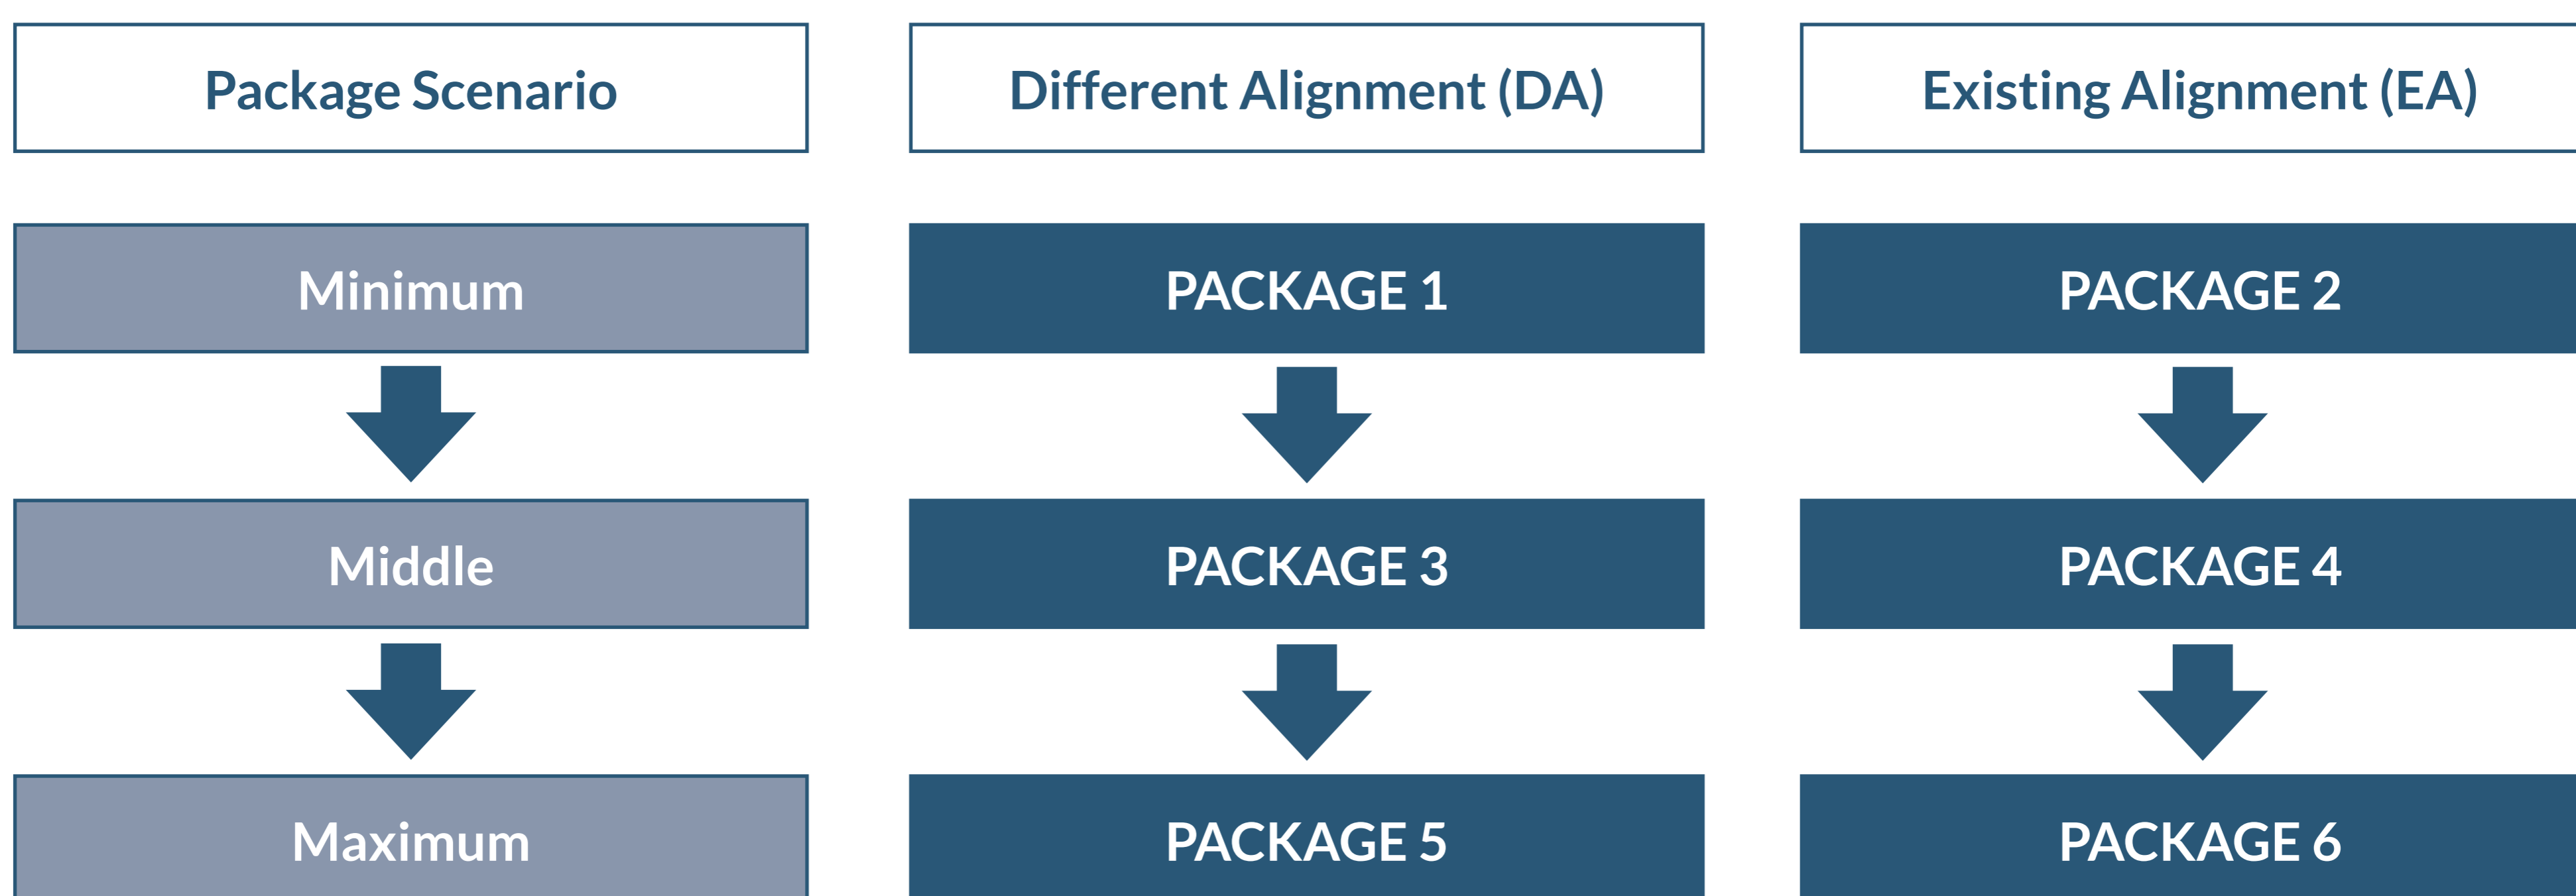 Package Scenario
Different Alignment (DA)
Existing Alignment (EA)
Minimum
PACKAGE 1
PACKAGE 2
Middle
PACKAGE 3
PACKAGE 4
Maximum
PACKAGE 5
PACKAGE 6